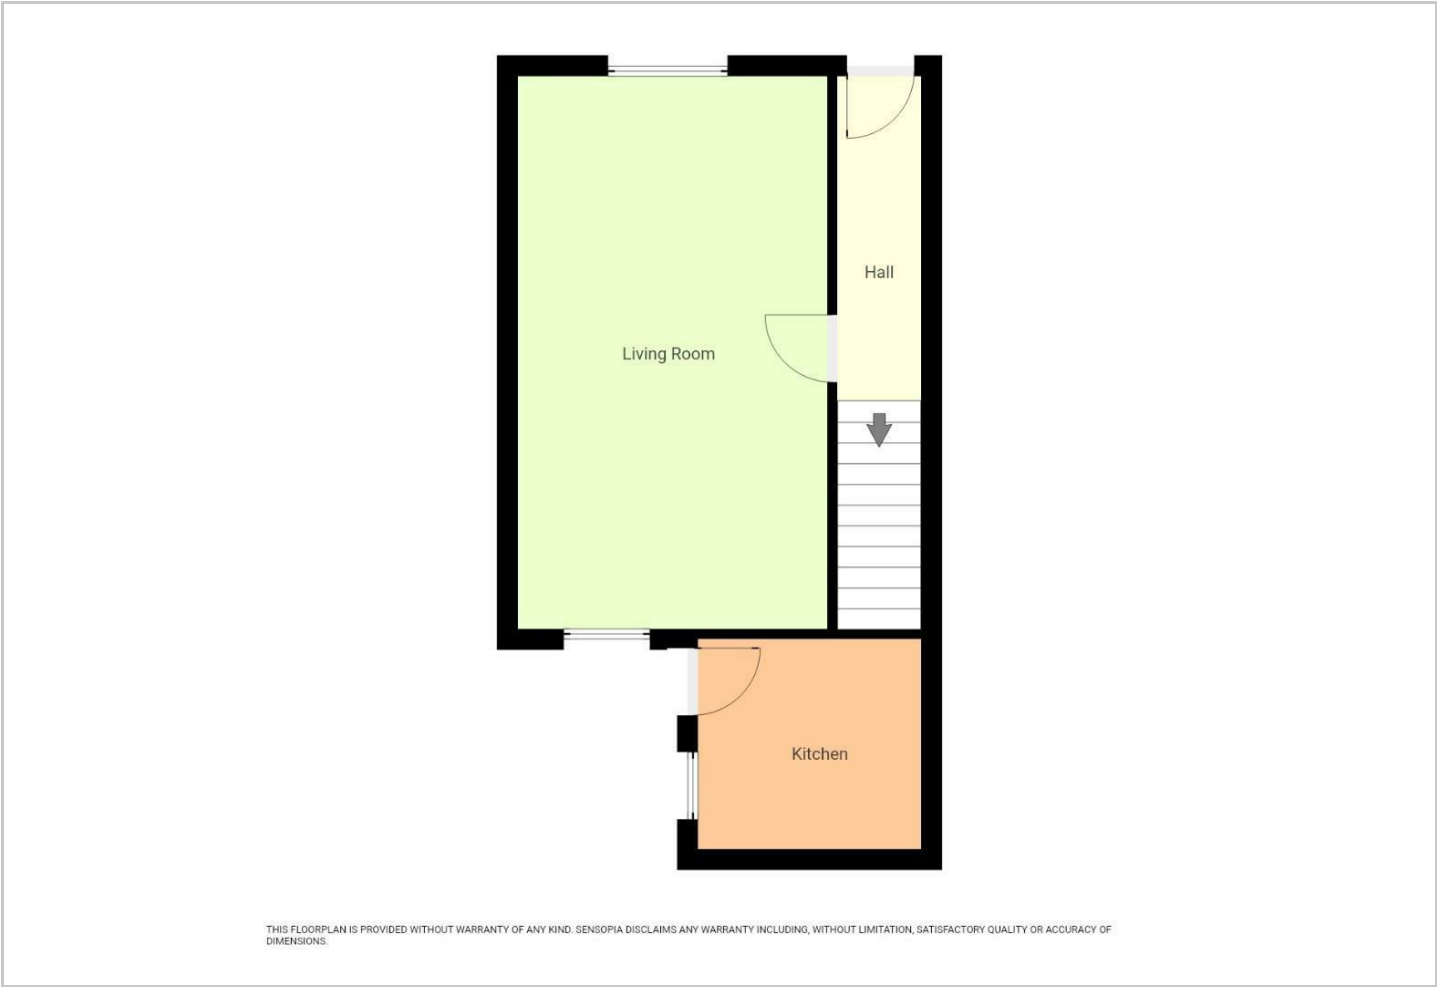 Hall
Living Room
Kitchen
THIS FLOORPLAN IS PROVIDED WITHOUT WARRANTY OF ANY KIND. SENSOPIA DISCLAIMS ANY WARRANTY INCLUDING, WITHOUT LIMITATION, SATISFACTORY QUALITY OR ACCURACY OF
DIMENSIONS.